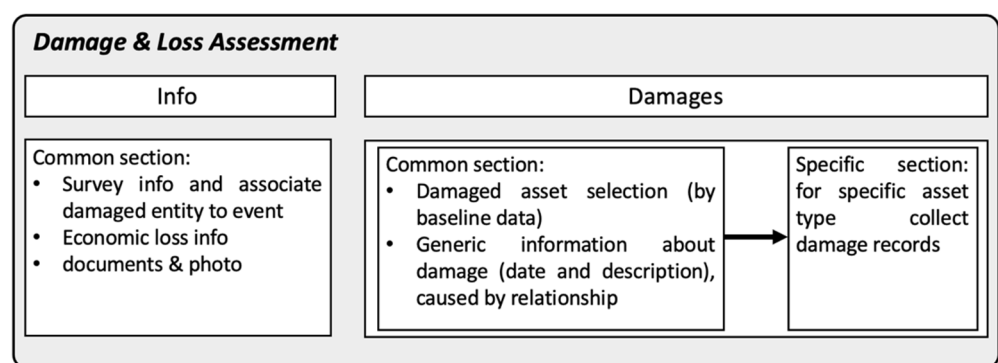 Damage & Loss Assessment
Info
Damages
Common section:
• Survey info and associate
damaged entity to event
• Economic loss info
• documents & photo
Common section:
• Damaged asset selection (by
baseline data)
• Generic information about
damage (date and description),
caused by relationship
Specific section:
for specific asset
type collect
damage records